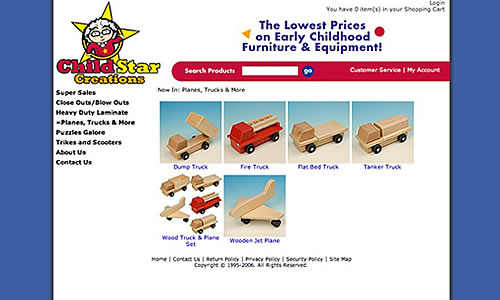 Login
You have 0 item(s) in your Shopping Cart
The Lowest Prices
on Early Childhood
Furniture & Equipment!
ChildStar
Creations
Search Products
go
Customer Service | My Account
Super Sales
Close Outs/Blow Outs
Heavy Duty Laminate
»Planes, Trucks & More
Puzzles Galore
Trikes and Scooters
About Us
Contact Us
Now In: Planes, Trucks & More
Dump Truck
Fire Truck
Flat Bed Truck
Tanker Truck
Wood Truck & Plane
Set
Wooden Jet Plane
Home | Contact Us | Return Policy | Privacy Policy | Security Policy | Site Map
Copyright © 1995-2006. All Rights Reserved.